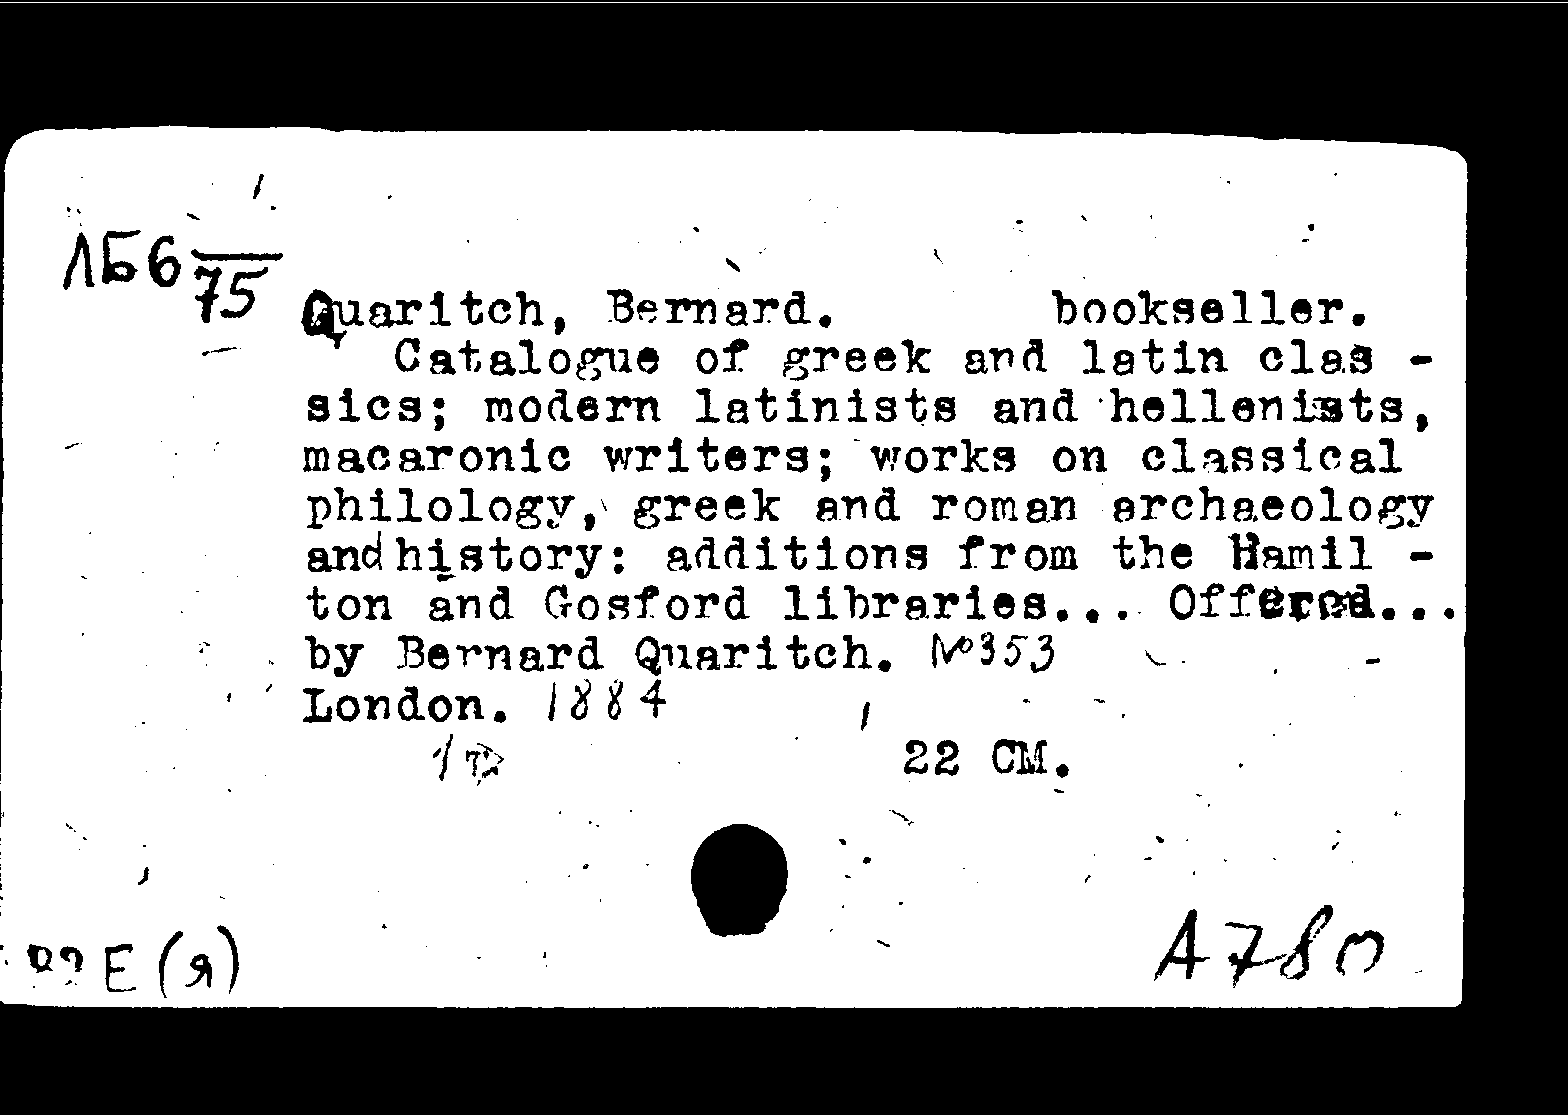 ЛБ6 75
Quaritch, Bernard. bookseller.
Catalogue of greek and latin clas -
sics; modern latinists and hellenists,
macaronic writers; works on classical
philology, greek and roman archaeology
and history: additions from the Hamil -
ton and Gosford libraries... Offered...
by Bernard Quaritch. №353
London. 1884
22 CM.
E (я)
А780